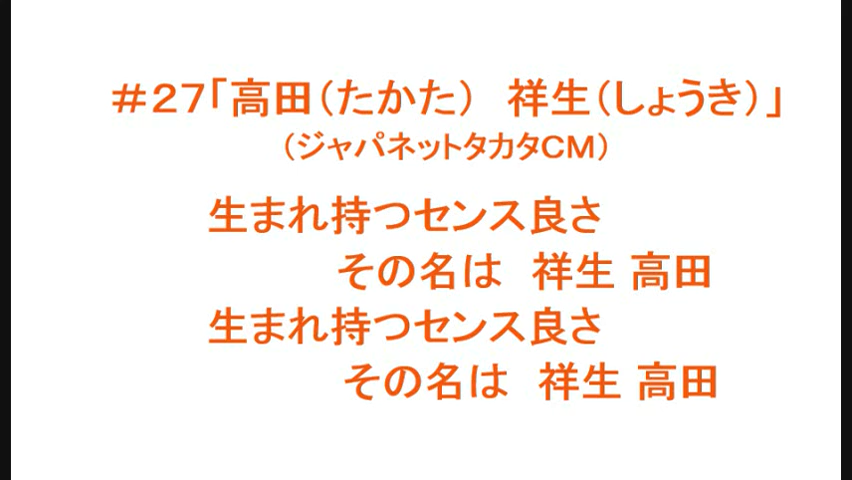 ＃２７「高田（たかた）　祥生（しょうき）」
（ジャパネットタカタＣＭ）
生まれ持つセンス良さ
その名は　祥生 高田
生まれ持つセンス良さ
その名は　祥生 高田